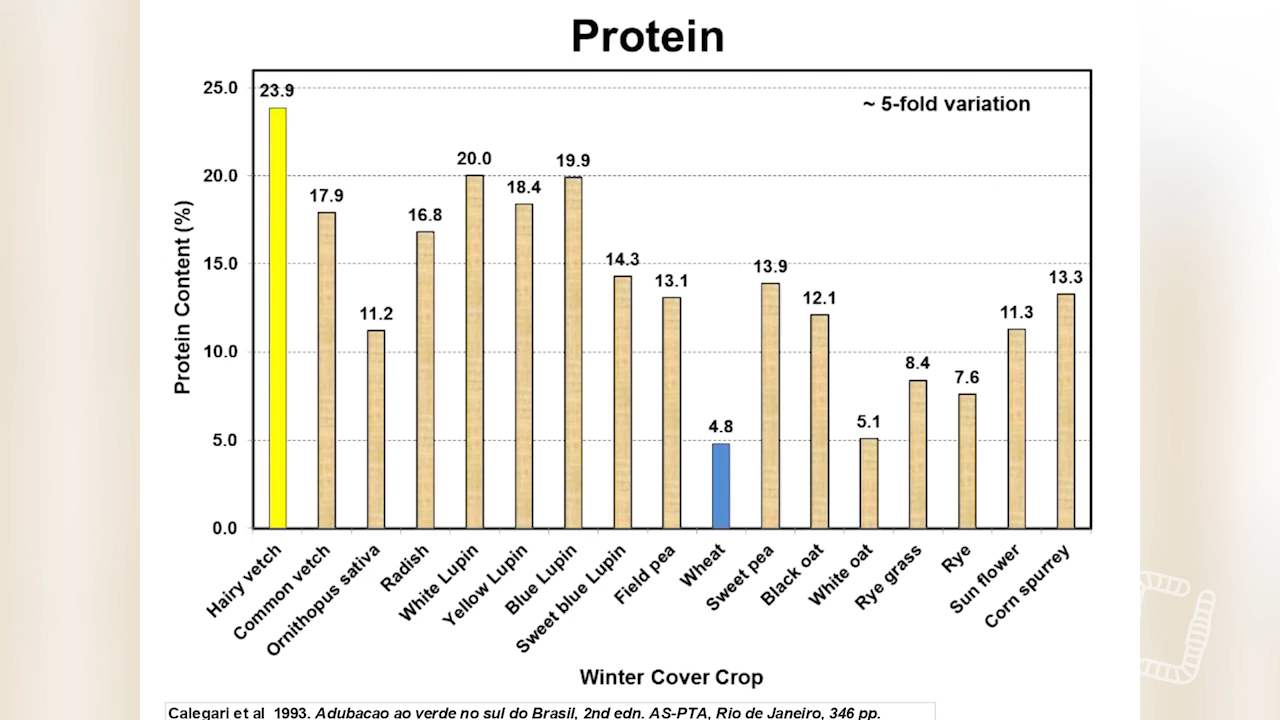 Protein
25.0
20.0
15.0
10.0
5.0
0.0
Protein Content (%)
~ 5-fold variation
23.9
17.9
11.2
16.8
20.0
18.4
19.9
14.3
13.1
4.8
13.9
12.1
5.1
8.4
7.6
11.3
13.3
Hairy vetch
Common vetch
Ornithopus sativa
Radish
White Lupin
Yellow Lupin
Blue Lupin
Sweet blue Lupin
Field pea
Wheat
Sweet pea
Black oat
White oat
Rye grass
Rye
Sun flower
Corn spurrey
Winter Cover Crop
Calegari et al 1993. Adubacao ao verde no sul do Brasil, 2nd edn. AS-PTA, Rio de Janeiro, 346 pp.